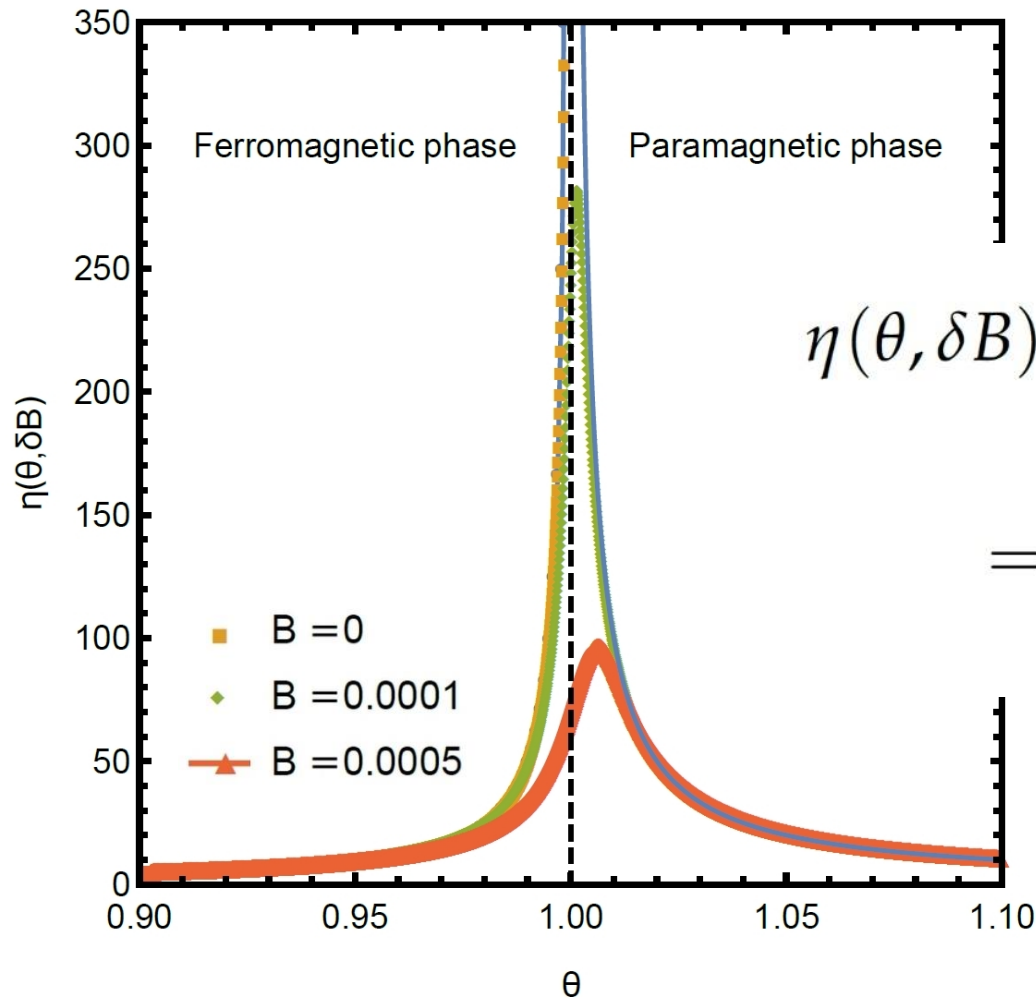 350
300
250
200
150
100
50
0
η(θ,δB)
Ferromagnetic phase
Paramagnetic phase
η(θ,δB)
=
B =0
B =0.0001
B =0.0005
0.90
0.95
1.00
1.05
1.10
θ